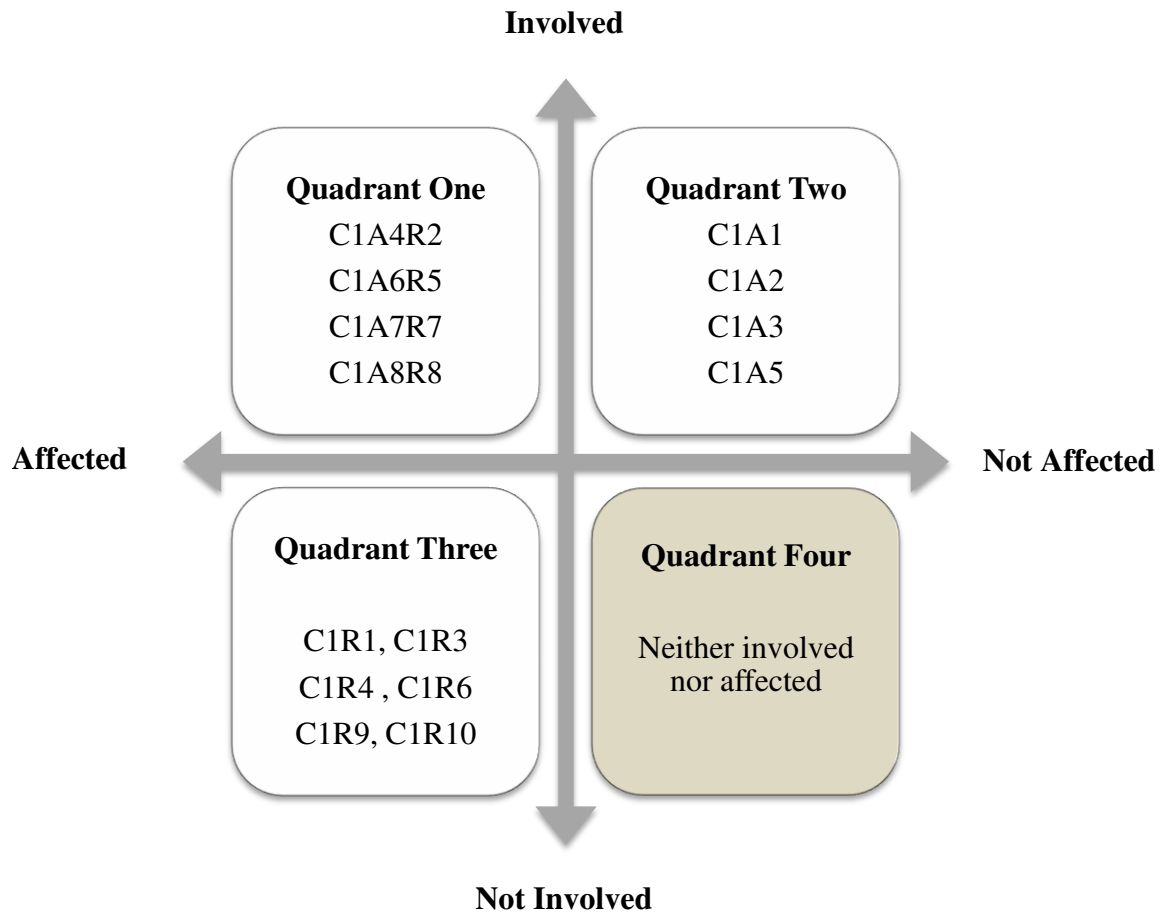 Involved
Quadrant One
C1A4R2
C1A6R5
C1A7R7
C1A8R8
Quadrant Two
C1A1
C1A2
C1A3
C1A5
Affected
Not Affected
Quadrant Three
C1R1, C1R3
C1R4 , C1R6
C1R9, C1R10
Quadrant Four
Neither involved
nor affected
Not Involved